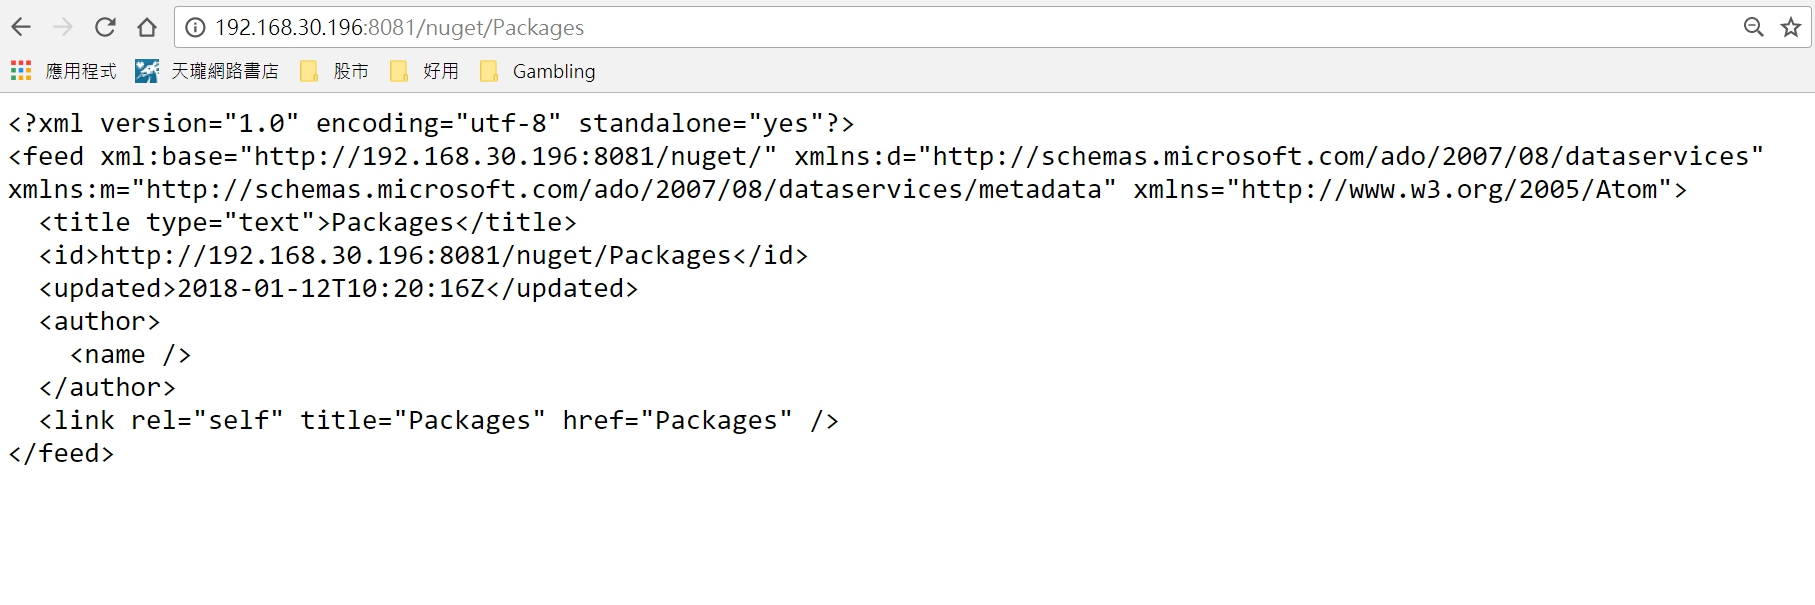 192.168.30.196:8081/nuget/Packages
應用程式 天瓏網路書店 股市 好用 Gambling
<?xml version="1.0" encoding="utf-8" standalone="yes"?>
<feed xml:base="http://192.168.30.196:8081/nuget/" xmlns:d="http://schemas.microsoft.com/ado/2007/08/dataservices"
xmlns:m="http://schemas.microsoft.com/ado/2007/08/dataservices/metadata" xmlns="http://www.w3.org/2005/Atom">
  <title type="text">Packages</title>
  <id>http://192.168.30.196:8081/nuget/Packages</id>
  <updated>2018-01-12T10:20:16Z</updated>
  <author>
    <name />
  </author>
  <link rel="self" title="Packages" href="Packages" />
</feed>